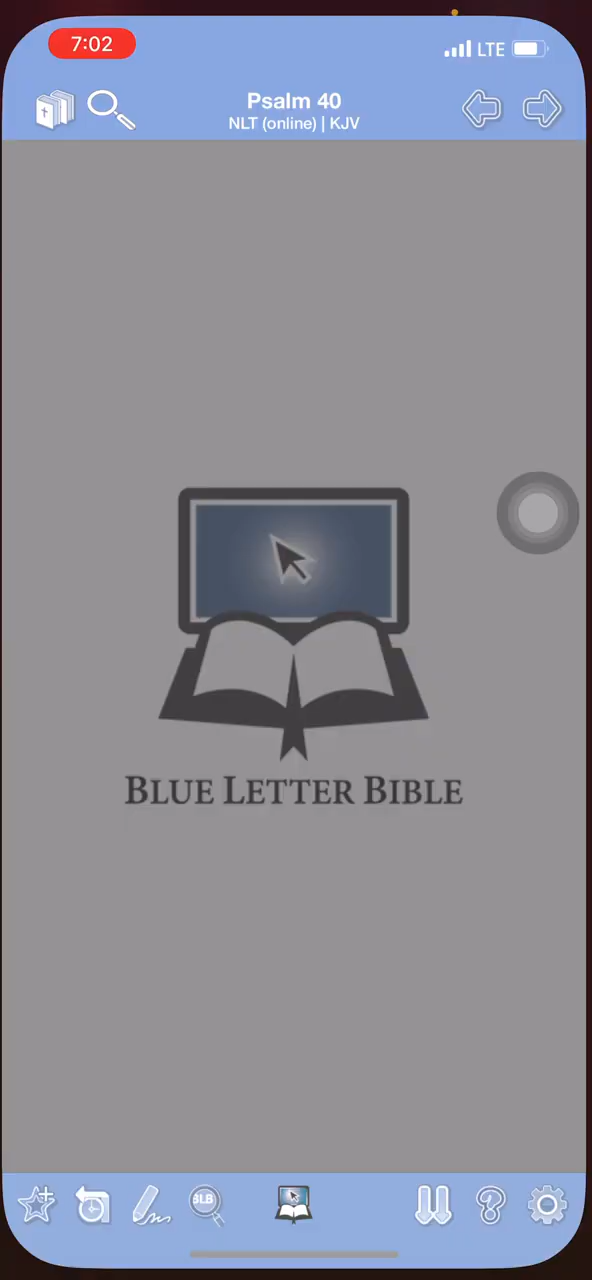 7:02
LTE
Psalm 40
NLT (online) | KJV
BLUE LETTER BIBLE
BLB